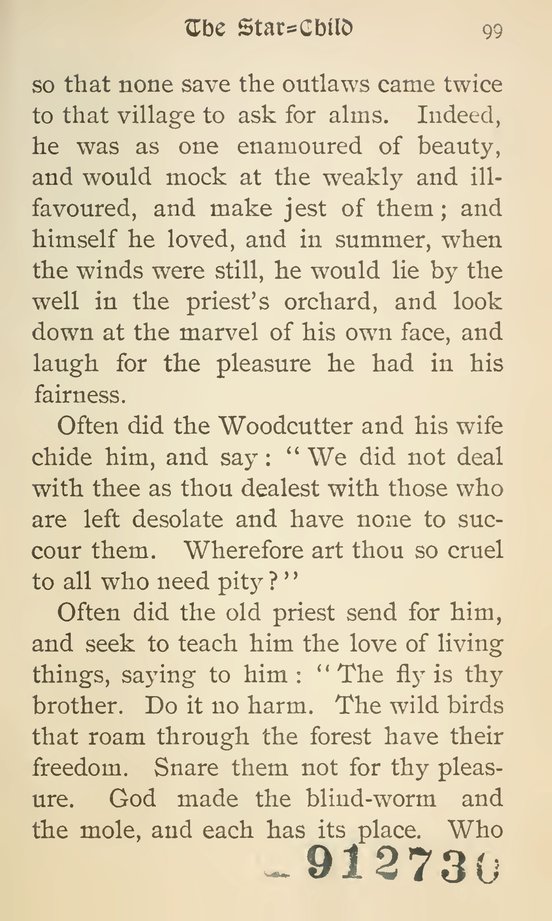 The Star=Child 99
so that none save the outlaws came twice
to that village to ask for alms. Indeed,
he was as one enamoured of beauty,
and would mock at the weakly and ill-
favoured, and make jest of them; and
himself he loved, and in summer, when
the winds were still, he would lie by the
well in the priest's orchard, and look
down at the marvel of his own face, and
laugh for the pleasure he had in his
fairness.
Often did the Woodcutter and his wife
chide him, and say: "We did not deal
with thee as thou dealest with those who
are left desolate and have none to suc-
cour them. Wherefore art thou so cruel
to all who need pity?"
Often did the old priest send for him,
and seek to teach him the love of living
things, saying to him: "The fly is thy
brother. Do it no harm. The wild birds
that roam through the forest have their
freedom. Snare them not for thy pleas-
ure. God made the blind-worm and
the mole, and each has its place. Who
912730